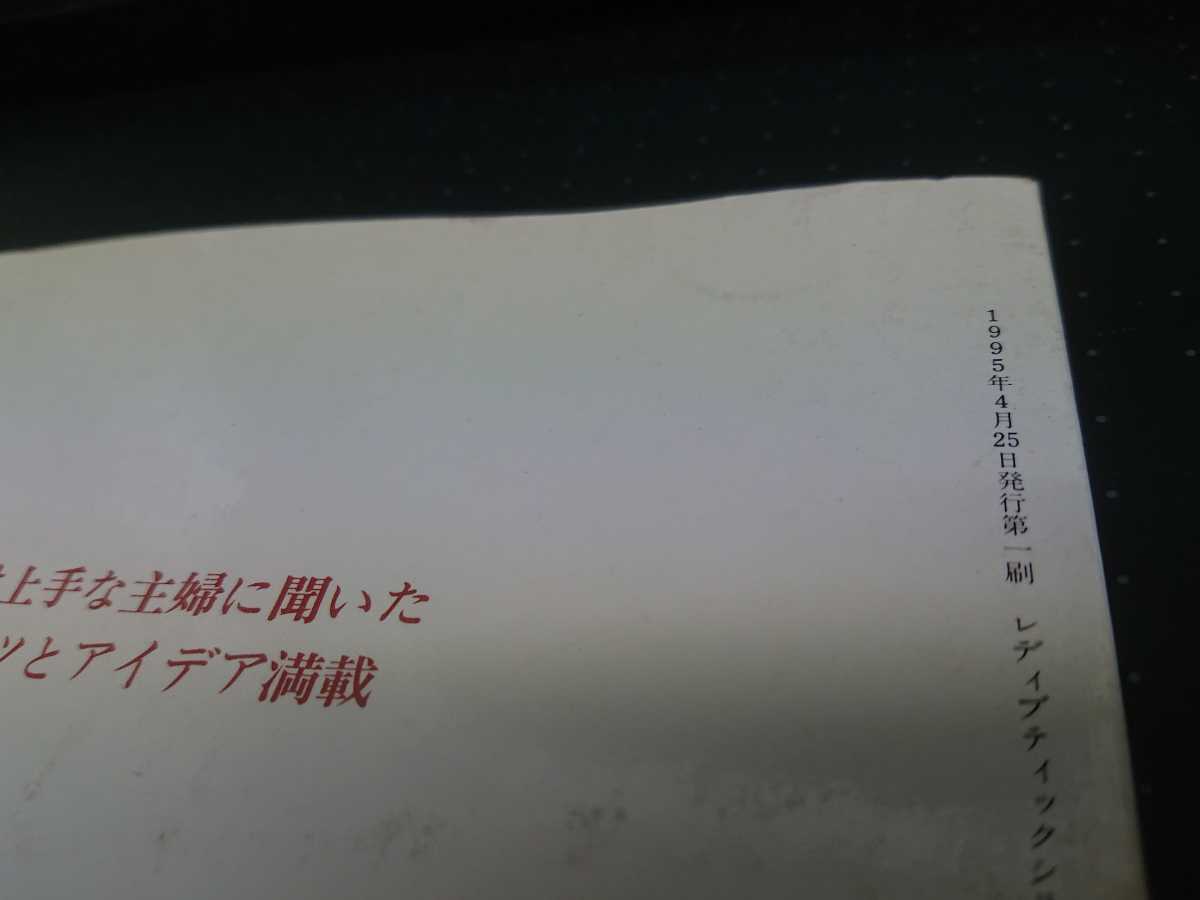 1995年4月25日発行第一刷 レディブティックシ
上手な主婦に聞いた
ツとアイデア満載